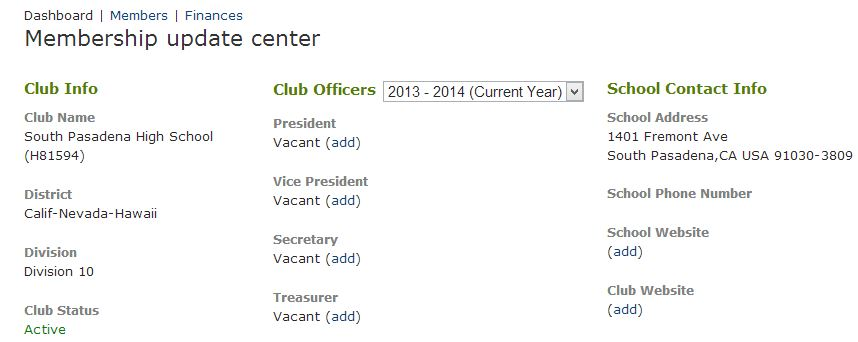 Dashboard | Members | Finances
Membership update center
Club Info
Club Name
South Pasadena High School
(H81594)
District
Calif-Nevada-Hawaii
Division
Division 10
Club Status
Active
Club Officers 2013 - 2014 (Current Year)
President
Vacant (add)
Vice President
Vacant (add)
Secretary
Vacant (add)
Treasurer
Vacant (add)
School Contact Info
School Address
1401 Fremont Ave
South Pasadena,CA USA 91030-3809
School Phone Number
School Website
(add)
Club Website
(add)